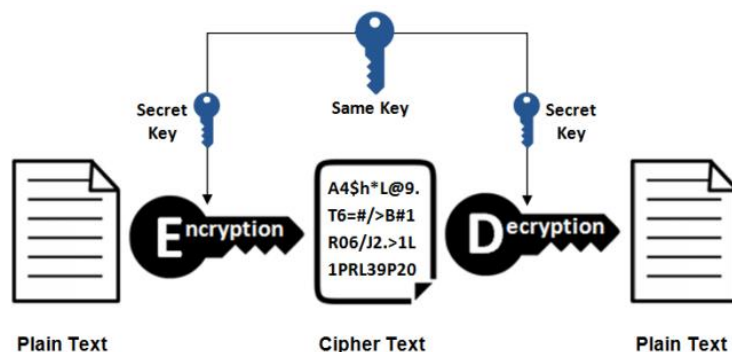 Secret
Key
Same Key
Secret
Key
Encryption
A4$h*L@9.
T6=#/>B#1
R06/J2.>1L
1PRL39P20
Decryption
Plain Text
Cipher Text
Plain Text